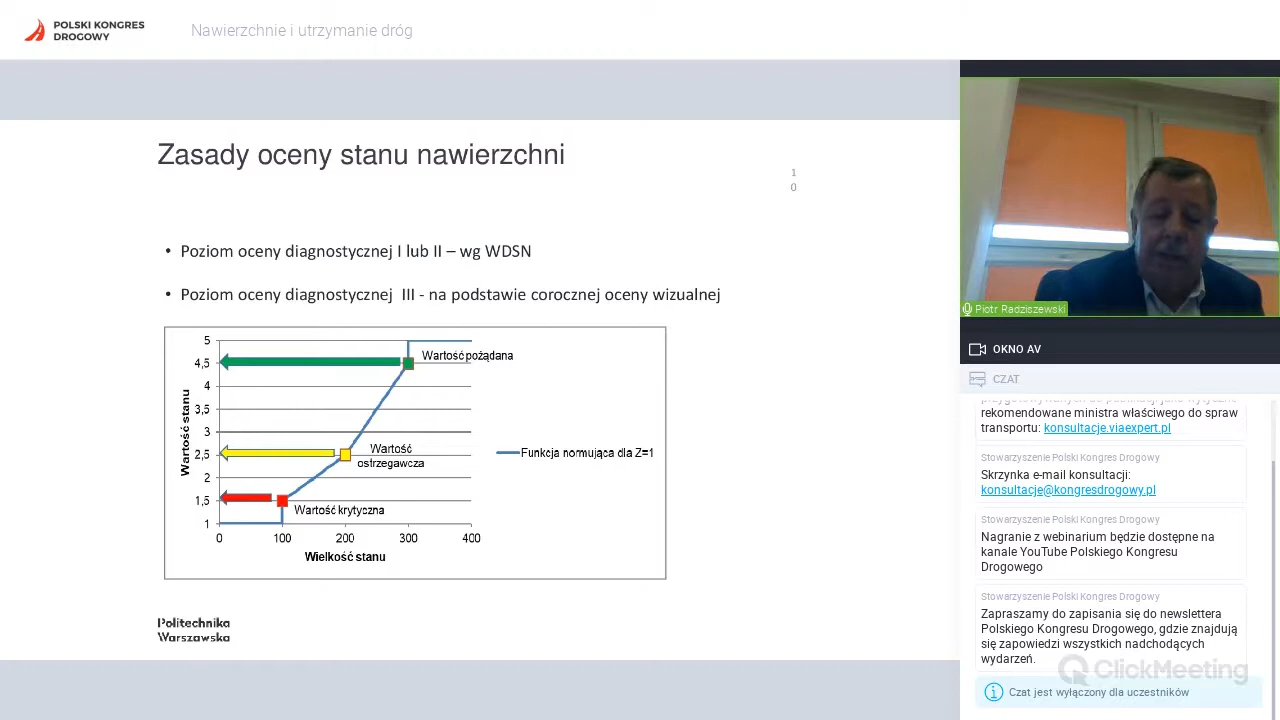 POLSKI KONGRES
DROGOWY
Nawierzchnie i utrzymanie dróg
Zasady oceny stanu nawierzchni
1
0
• Poziom oceny diagnostycznej I lub II – wg WDSN
• Poziom oceny diagnostycznej III - na podstawie corocznej oceny wizualnej
5
4,5
4
3,5
3
2,5
2
1,5
1
Wartość stanu
Wartość pożądana
Wartość
ostrzegawcza
Wartość krytyczna
0 100 200 300 400
Wielkość stanu
Funkcja normująca dla Z=1
Politechnika
Warszawska
Piotr Radziszewski
OKNO AV
CZAT
rekomendowane ministra właściwego do spraw
transportu: konsultacje.viaexpert.pl
Stowarzyszenie Polski Kongres Drogowy
Skrzynka e-mail konsultacji:
konsultacje@kongresdrogowy.pl
Stowarzyszenie Polski Kongres Drogowy
Nagranie z webinarium będzie dostępne na
kanale YouTube Polskiego Kongresu
Drogowego
Stowarzyszenie Polski Kongres Drogowy
Zapraszamy do zapisania się do newslettera
Polskiego Kongresu Drogowego, gdzie znajdują
się zapowiedzi wszystkich nadchodzących
wydarzeń.
ClickMeeting
Czat jest wyłączony dla uczestników